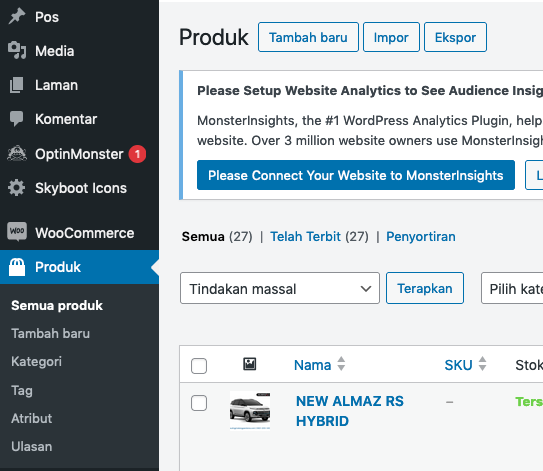 Pos
Media
Laman
Komentar
OptinMonster 1
Skyboot Icons
WOO WooCommerce
Produk
Semua produk
Tambah baru
Kategori
Tag
Atribut
Ulasan
Produk Tambah baru Impor Ekspor
Please Setup Website Analytics to See Audience Insig
MonsterInsights, the #1 WordPress Analytics Plugin, help
website. Over 3 million website owners use MonsterInsigh
Please Connect Your Website to MonsterInsights L
Semua (27) | Telah Terbit (27) | Penyortiran
Tindakan massal Terapkan Pilih kate
Nama SKU Stok
NEW ALMAZ RS – Ters
HYBRID